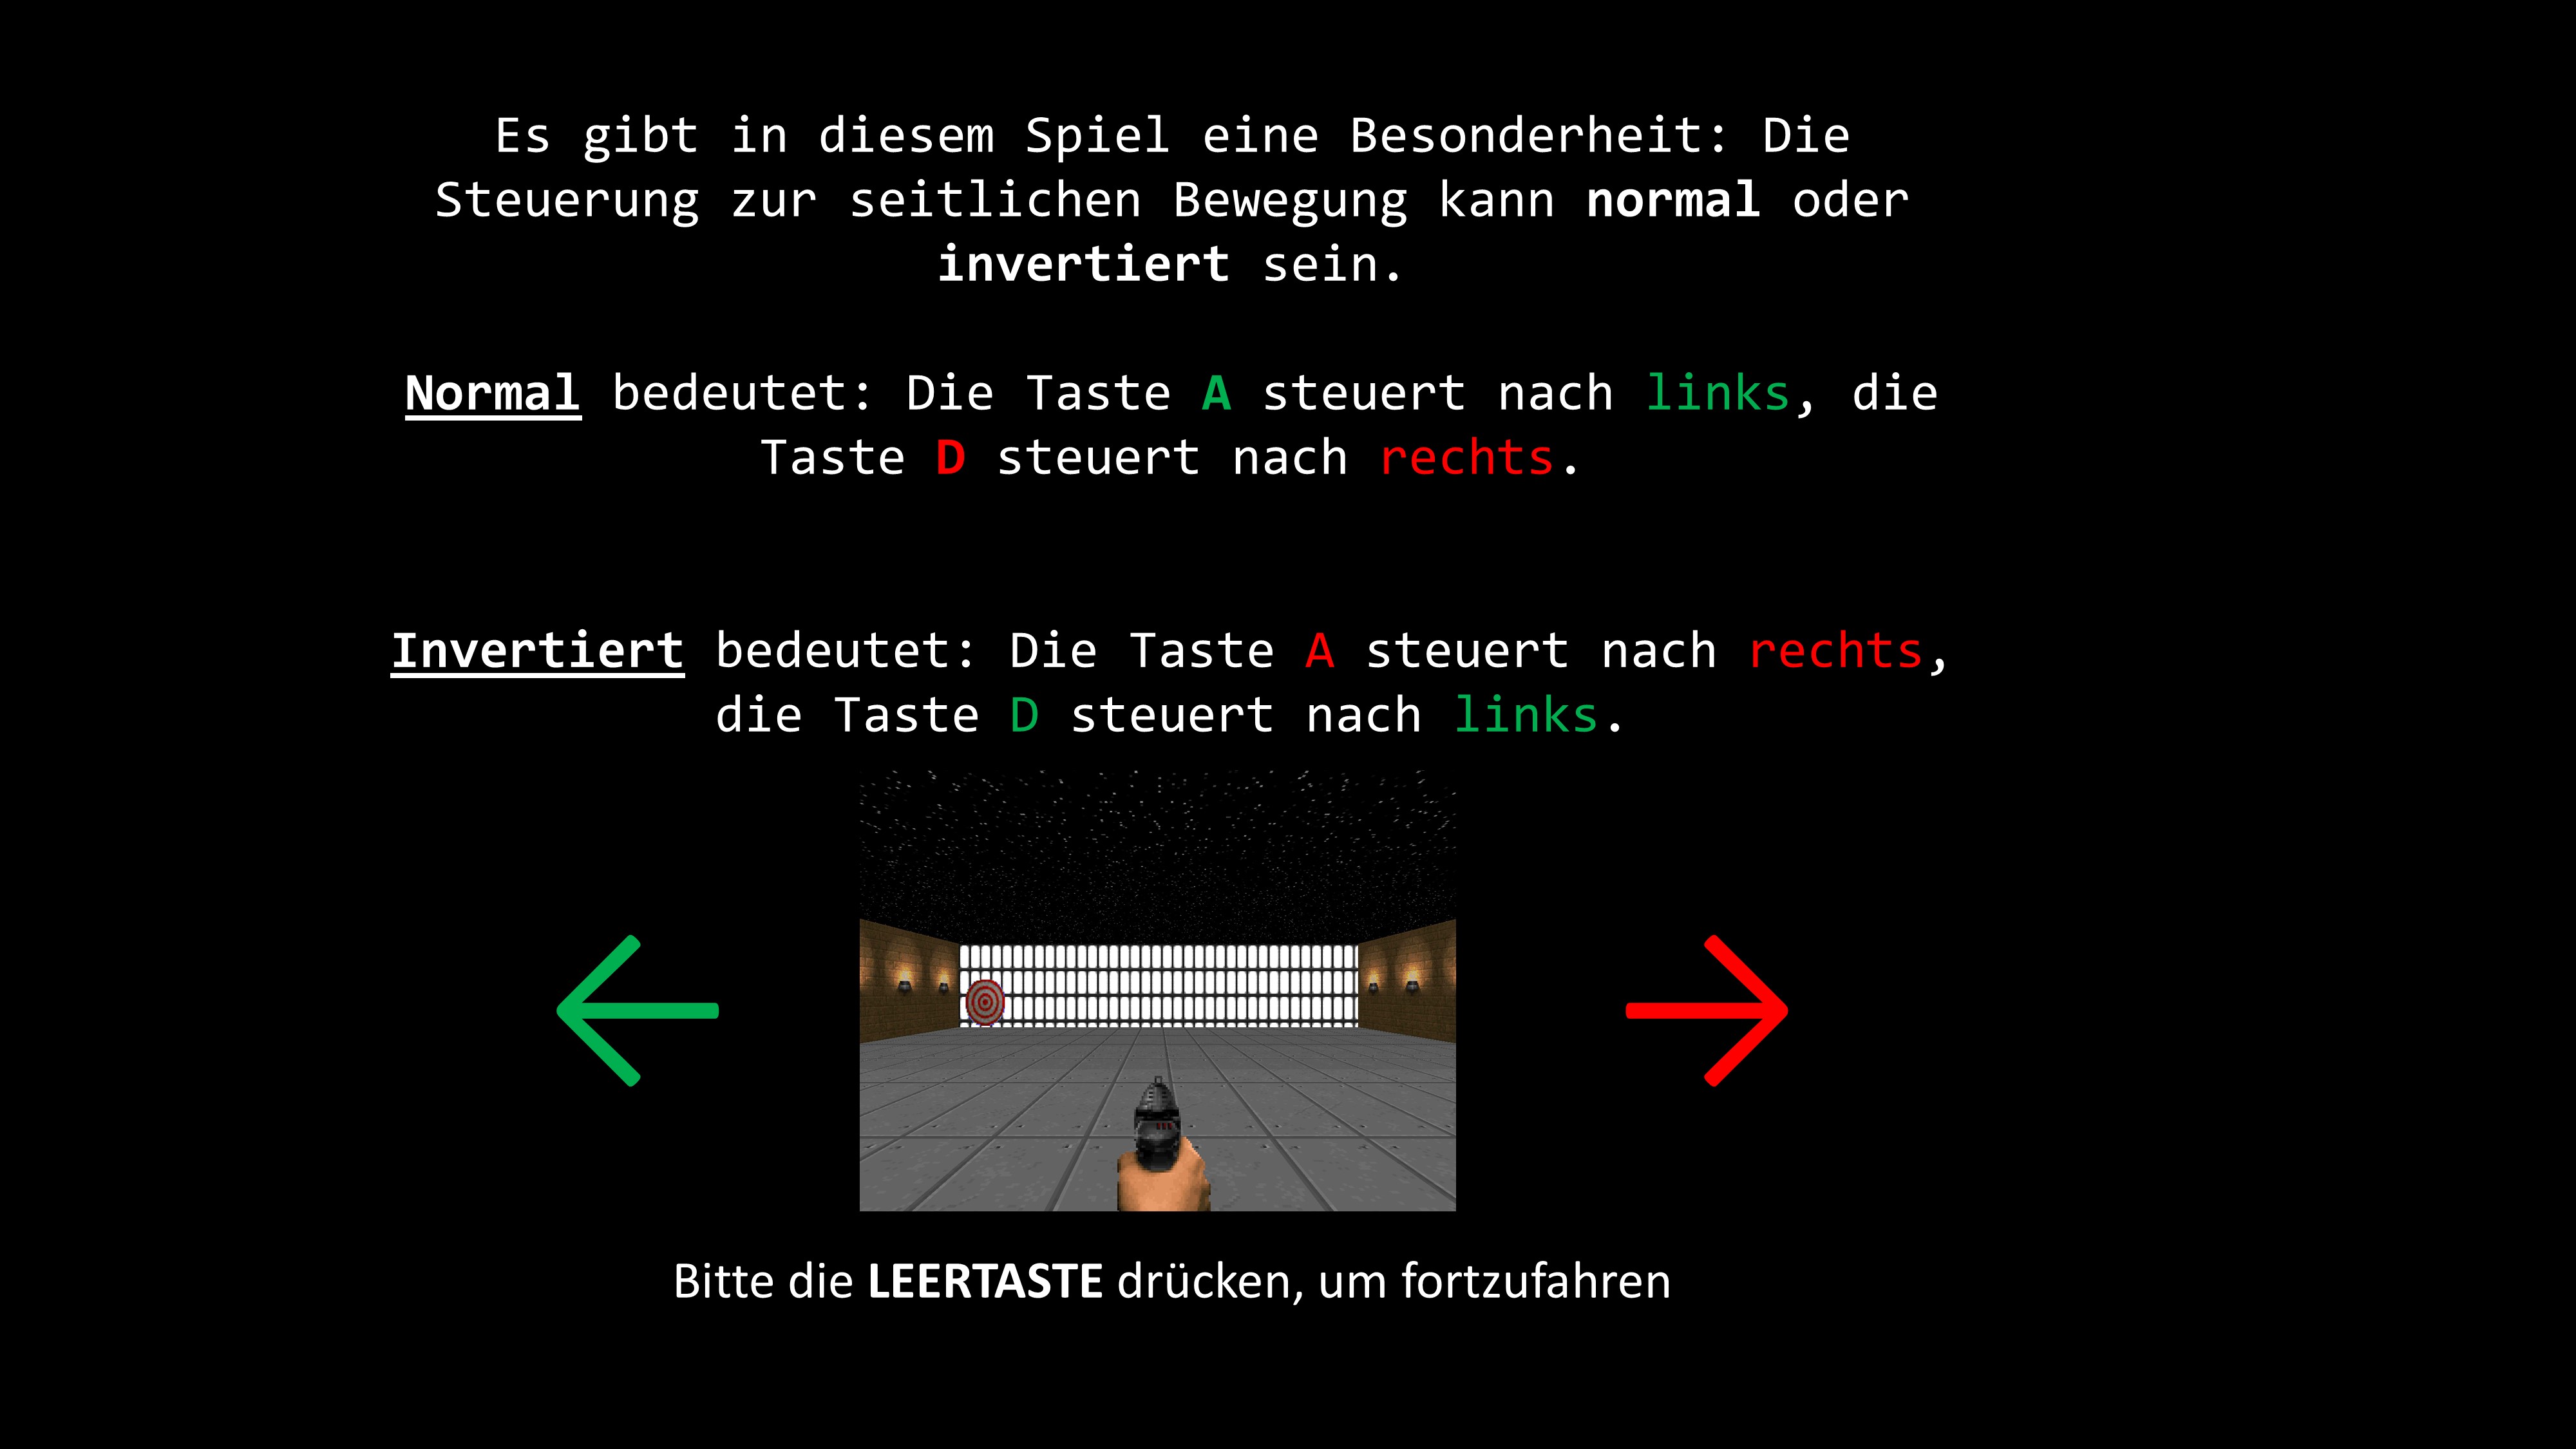 Es gibt in diesem Spiel eine Besonderheit: Die
Steuerung zur seitlichen Bewegung kann normal oder
invertiert sein.
Normal bedeutet: Die Taste A steuert nach links, die
Taste D steuert nach rechts.
Invertiert bedeutet: Die Taste A steuert nach rechts,
die Taste D steuert nach links.
Bitte die LEERTASTE drücken, um fortzufahren